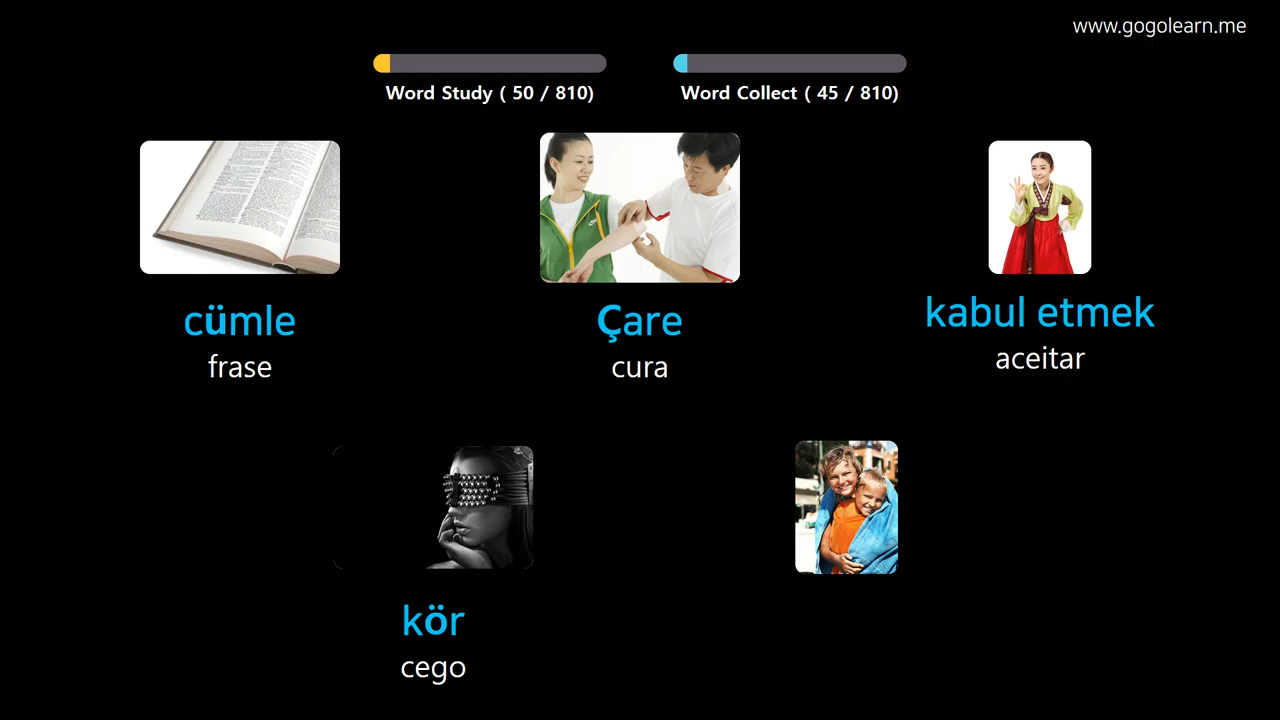 www.gogolearn.me
Word Study ( 50 / 810)
Word Collect ( 45 / 810)
cümle
frase
Çare
cura
kabul etmek
aceitar
kör
cego